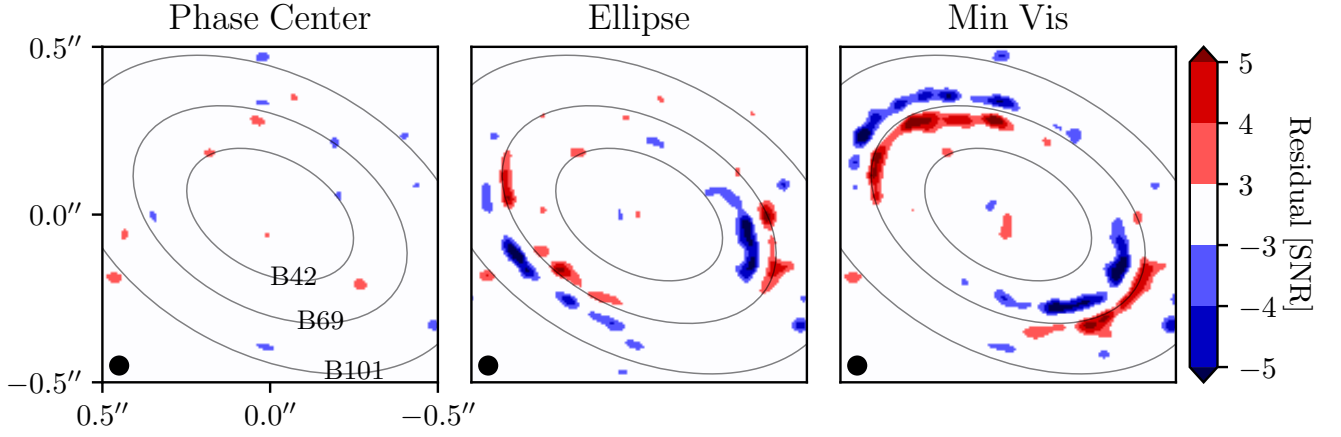 Phase Center Ellipse Min Vis
0.5″
0.0″
−0.5″
0.5″ 0.0″ −0.5″
B42
B69
B101
5
4
3
−3
−4
−5
Residual [SNR]